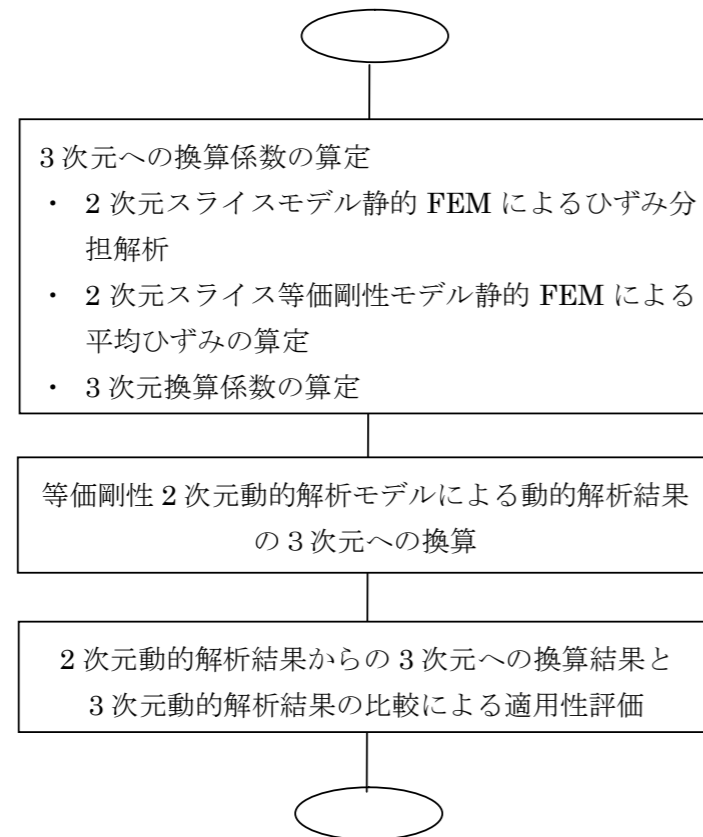 3 次元への換算係数の算定
・ 2 次元スライスモデル静的 FEM によるひずみ分
担解析
・ 2 次元スライス等価剛性モデル静的 FEM による
平均ひずみの算定
・ 3 次元換算係数の算定
等価剛性 2 次元動的解析モデルによる動的解析結果
の３次元への換算
2 次元動的解析結果からの 3 次元への換算結果と
3 次元動的解析結果の比較による適用性評価